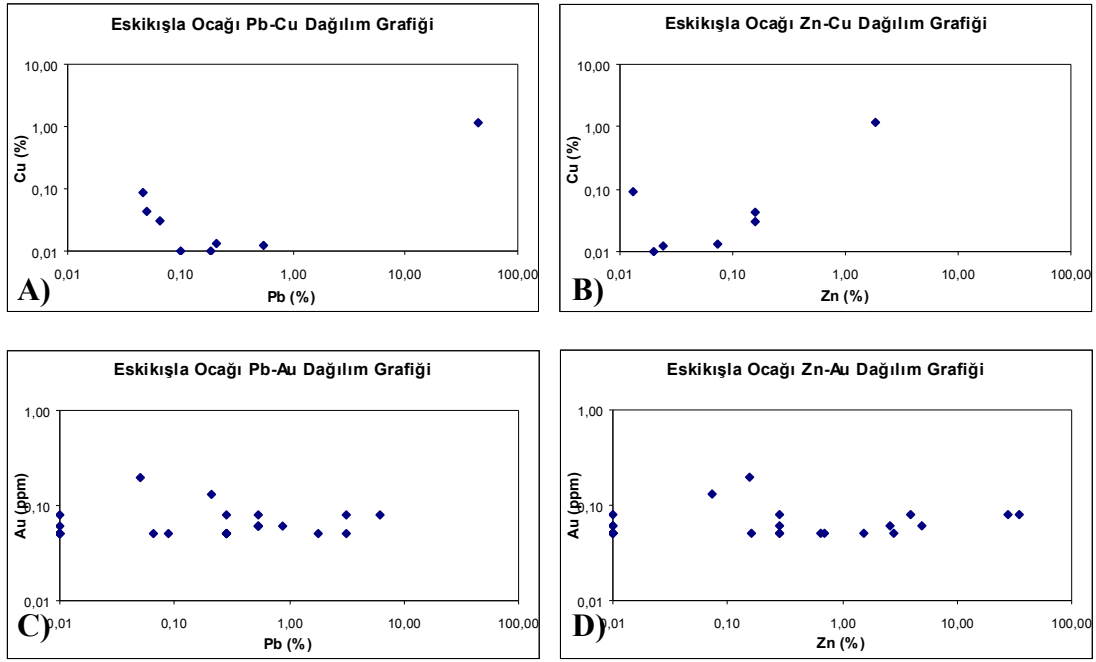 Eskikışla Ocağı Pb-Cu Dağılım Grafiği
10,00
1,00
0,10
0,01
Cu (%)
0,01 0,10 1,00 10,00 100,00
Pb (%)
A)
Eskikışla Ocağı Zn-Cu Dağılım Grafiği
10,00
1,00
0,10
0,01
Cu (%)
0,01 0,10 1,00 10,00 100,00
Zn (%)
B)
Eskikışla Ocağı Pb-Au Dağılım Grafiği
1,00
0,10
0,01
Au (ppm)
0,01 0,10 1,00 10,00 100,00
Pb (%)
C)
Eskikışla Ocağı Zn-Au Dağılım Grafiği
1,00
0,10
0,01
Au (ppm)
0,01 0,10 1,00 10,00 100,00
Zn (%)
D)